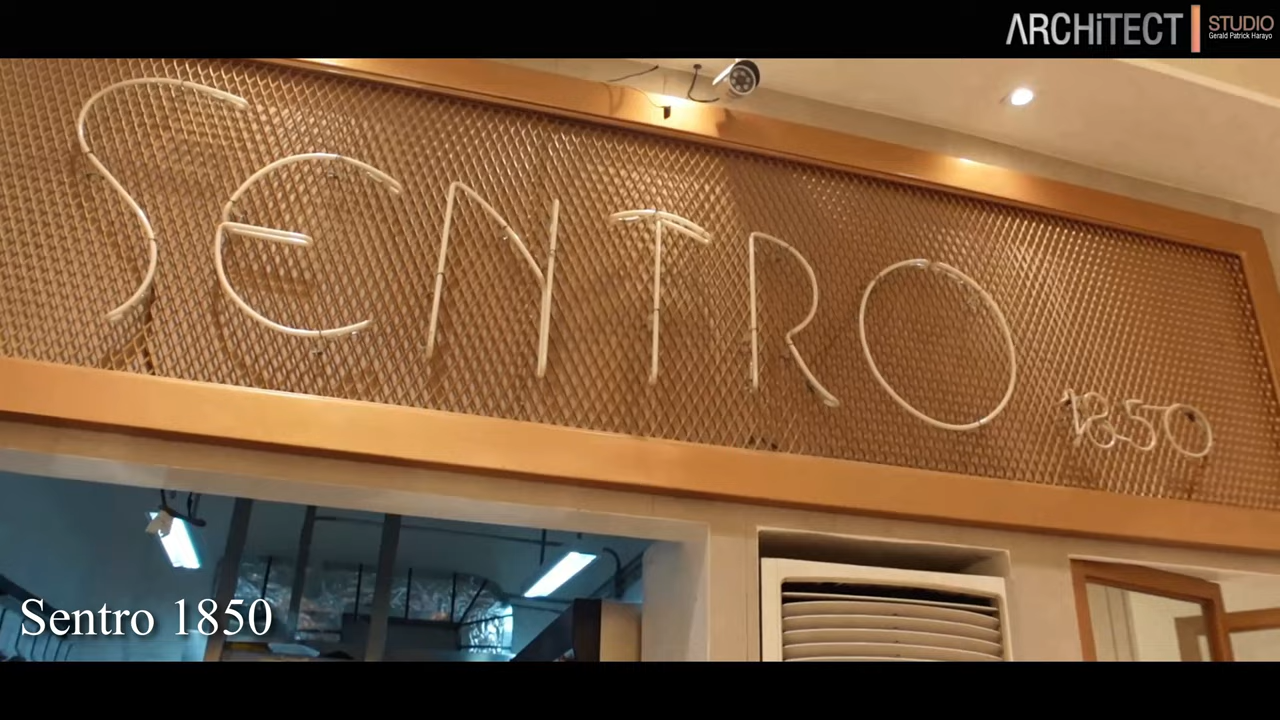 ARCHiTECT
STUDIO
Gerald Patrick Harayo
SENTRO 1850
Sentro 1850